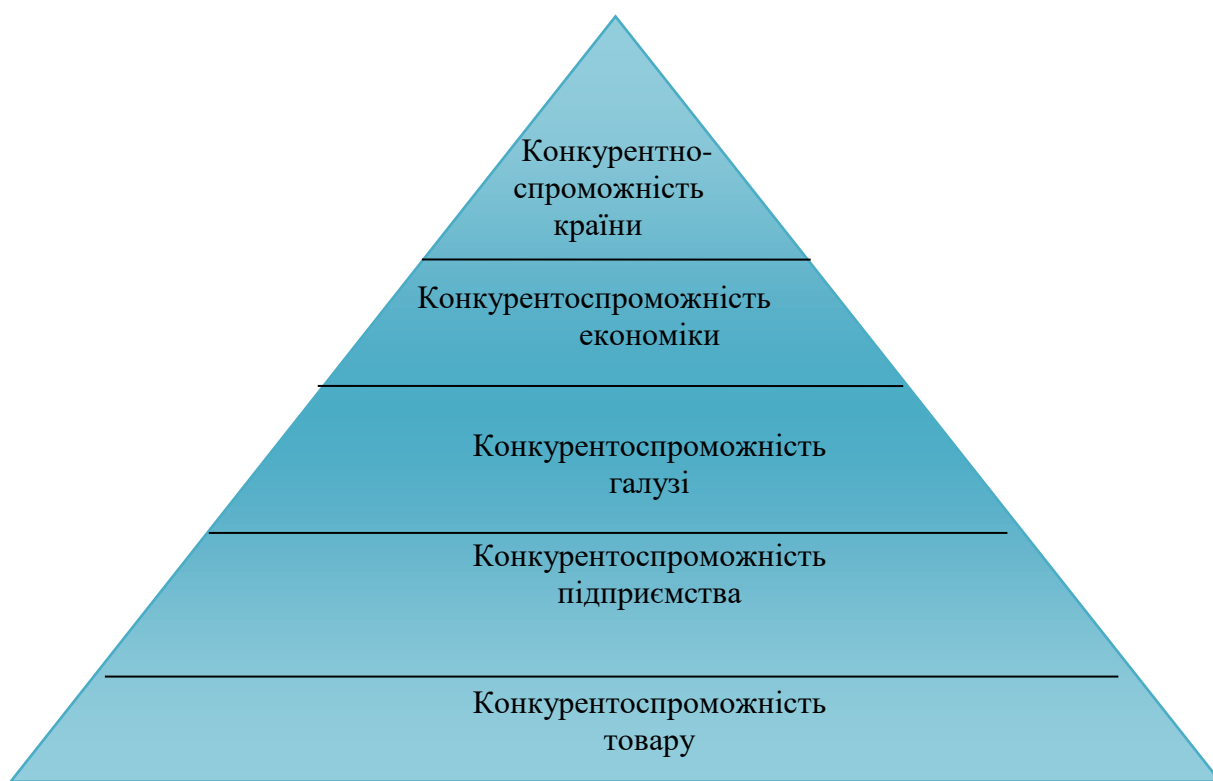 Конкурентно-
спроможність
країни
Конкурентоспроможність
економіки
Конкурентоспроможність
галузі
Конкурентоспроможність
підприємства
Конкурентоспроможність
товару